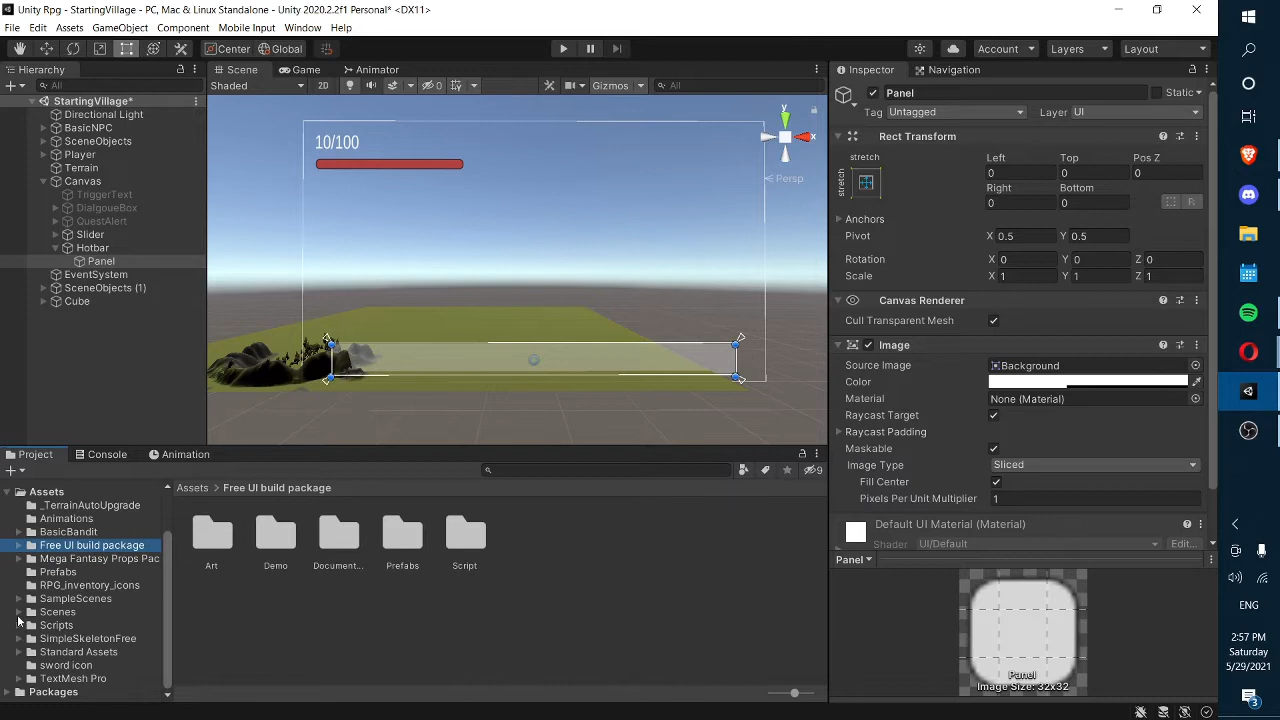 Unity Rpg - StartingVillage - PC, Mac & Linux Standalone - Unity 2020.2.2f1 Personal* <DX11>
File Edit Assets GameObject Component Mobile Input Window Help
Center Global Account Layers Layout
Hierarchy Scene Game Animator Inspector Navigation
All Shaded 2D 0 Gizmos All Panel Static
StartingVillage*
Directional Light
BasicNPC
SceneObjects
Player
Terrain
Canvas
TriggerText
DialgoueBox
QuestAlert
Slider
Hotbar
Panel
EventSystem
SceneObjects (1)
Cube
10/100
y
x
Persp
Tag Untagged Layer UI
Rect Transform
stretch Left Top Pos Z
stretch 0 0 0
Right Bottom
0 0 R
Anchors
Pivot X 0.5 Y 0.5
Rotation X 0 Y 0 Z 0
Scale X 1 Y 1 Z 1
Canvas Renderer
Cull Transparent Mesh
Image
Source Image Background
Color
Material None (Material)
Raycast Target
Raycast Padding
Maskable
Image Type Sliced
Fill Center
Pixels Per Unit Multiplier 1
Default UI Material (Material)
Shader UI/Default Edit...
Panel
Panel
Image Size: 32x32
Project Console Animation
9
Assets
_TerrainAutoUpgrade
Animations
BasicBandit
Free UI build package
Mega Fantasy Props Pac
Prefabs
RPG_inventory_icons
SampleScenes
Scenes
Scripts
SimpleSkeletonFree
Standard Assets
sword icon
TextMesh Pro
Packages
Assets > Free UI build package
Art Demo Document... Prefabs Script
ENG
2:57 PM
Saturday
5/29/2021
3